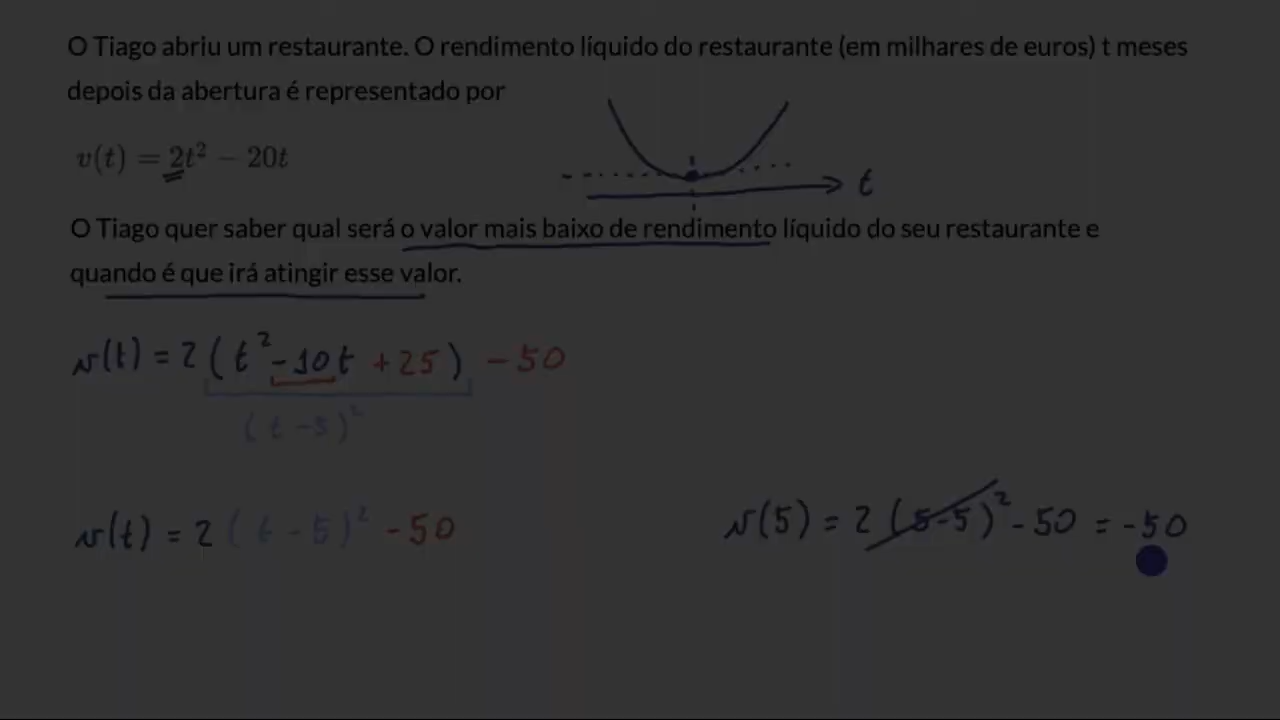 O Tiago abriu um restaurante. O rendimento líquido do restaurante (em milhares de euros) t meses
depois da abertura é representado por
v(t) = 2t² − 20t
t
O Tiago quer saber qual será o valor mais baixo de rendimento líquido do seu restaurante e
quando é que irá atingir esse valor.
v(t) = 2 (t² -10t +25) -50
(t -5)²
v(t) = 2 (t - 5)² -50
v(5) = 2 (5-5)² - 50 = -50